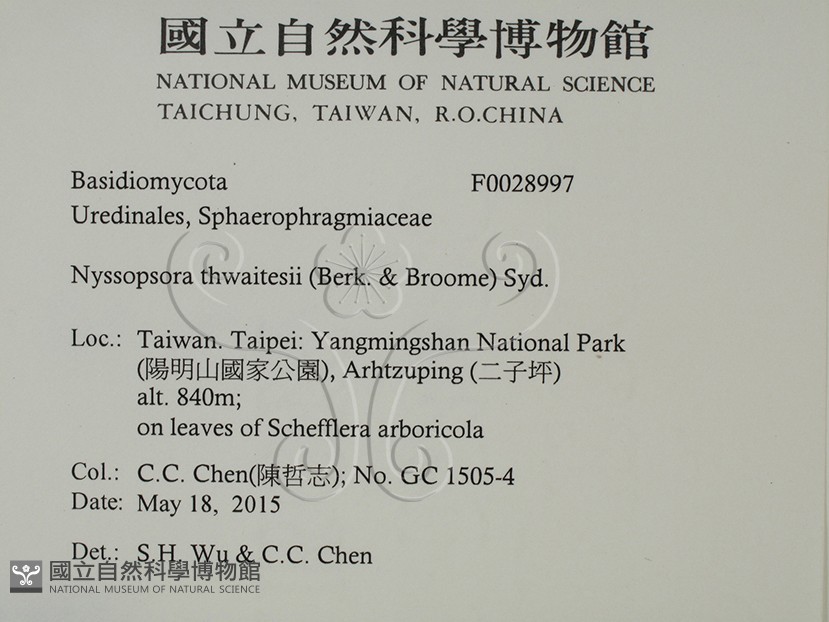 國立自然科學博物館
NATIONAL MUSEUM OF NATURAL SCIENCE
TAICHUNG, TAIWAN, R.O.CHINA
Basidiomycota F0028997
Uredinales, Sphaerophragmiaceae
Nyssopsora thwaitesii (Berk. & Broome) Syd.
Loc.: Taiwan. Taipei: Yangmingshan National Park
(陽明山國家公園), Arhtzuping (二子坪)
alt. 840m;
on leaves of Schefflera arboricola
Col.: C.C. Chen(陳哲志); No. GC 1505-4
Date: May 18, 2015
Det.: S.H. Wu & C.C. Chen
國立自然科學博物館
NATIONAL MUSEUM OF NATURAL SCIENCE